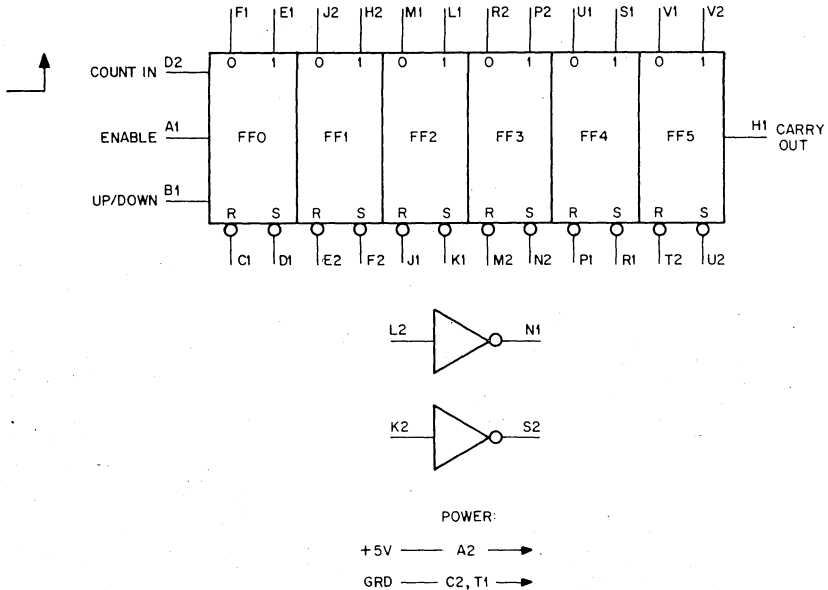 F1 E1 J2 H2 M1 L1 R2 P2 U1 S1 V1 V2
0 1 0 1 0 1 0 1 0 1 0 1
COUNT IN D2
ENABLE A1 FF0 FF1 FF2 FF3 FF4 FF5 H1 CARRY OUT
UP/DOWN B1
R S R S R S R S R S R S
C1 D1 E2 F2 J1 K1 M2 N2 P1 R1 T2 U2
L2 N1
K2 S2
POWER:
+5V A2
GRD C2, T1